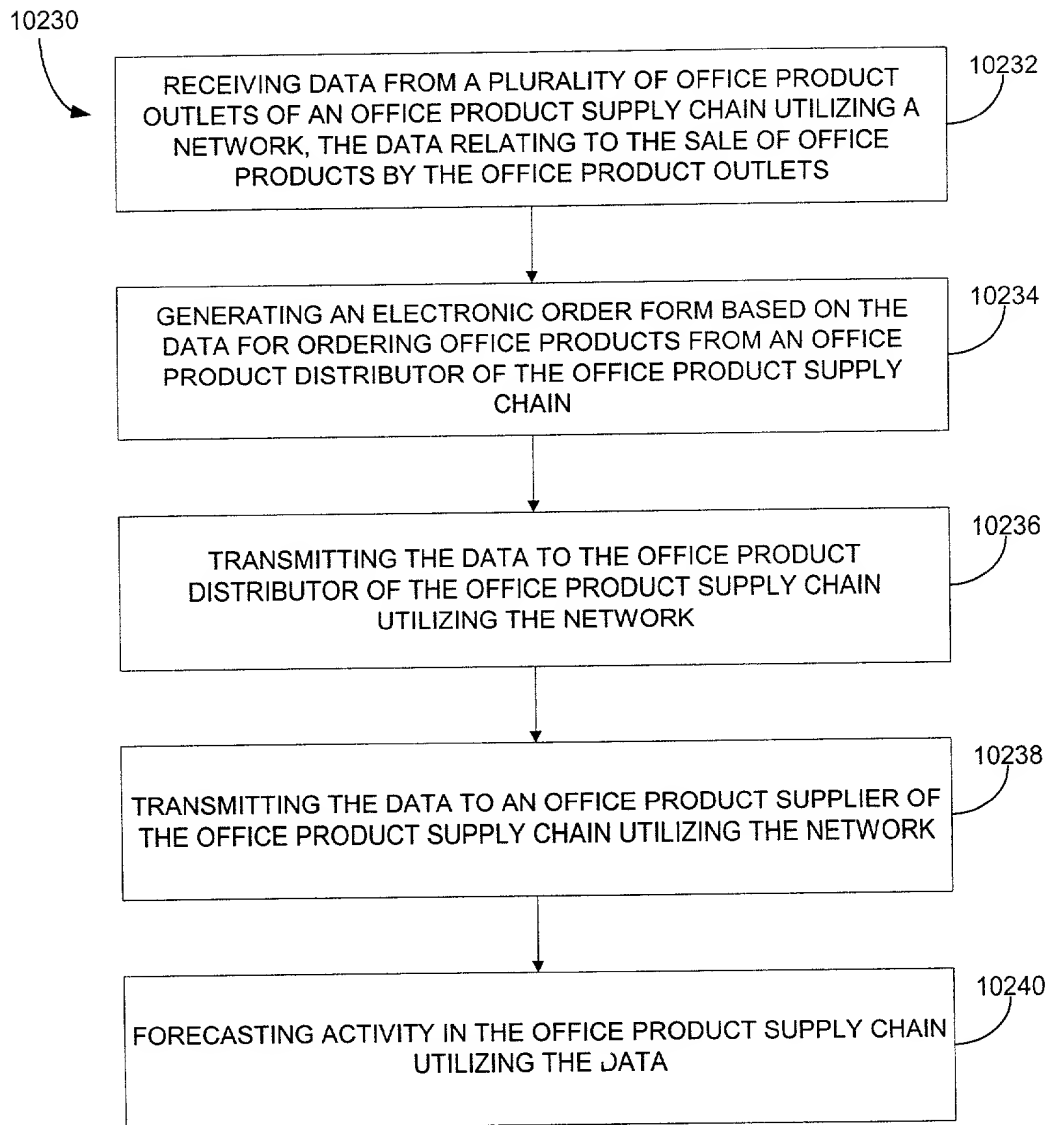 10230
RECEIVING DATA FROM A PLURALITY OF OFFICE PRODUCT
OUTLETS OF AN OFFICE PRODUCT SUPPLY CHAIN UTILIZING A
NETWORK, THE DATA RELATING TO THE SALE OF OFFICE
PRODUCTS BY THE OFFICE PRODUCT OUTLETS
10232
GENERATING AN ELECTRONIC ORDER FORM BASED ON THE
DATA FOR ORDERING OFFICE PRODUCTS FROM AN OFFICE
PRODUCT DISTRIBUTOR OF THE OFFICE PRODUCT SUPPLY
CHAIN
10234
TRANSMITTING THE DATA TO THE OFFICE PRODUCT
DISTRIBUTOR OF THE OFFICE PRODUCT SUPPLY CHAIN
UTILIZING THE NETWORK
10236
TRANSMITTING THE DATA TO AN OFFICE PRODUCT SUPPLIER OF
THE OFFICE PRODUCT SUPPLY CHAIN UTILIZING THE NETWORK
10238
FORECASTING ACTIVITY IN THE OFFICE PRODUCT SUPPLY CHAIN
UTILIZING THE DATA
10240